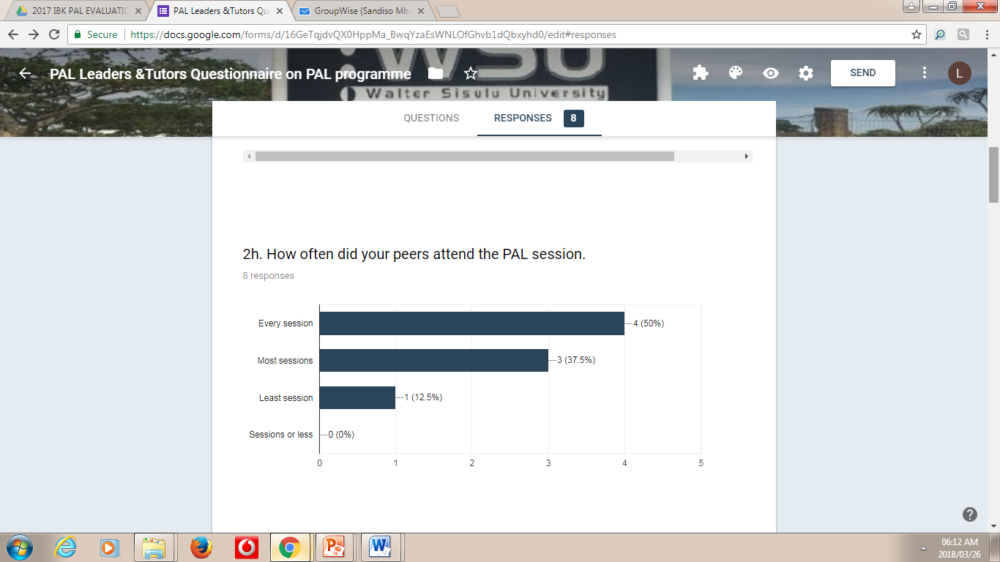 2017 IBK PAL EVALUATIC
PAL Leaders &Tutors Qu
GroupWise (Sandiso Mb
Secure
https://docs.google.com/forms/d/16GeTqjdvQX0HppMa_BwqYzaEsWNLOfGhvb1dQbxyhd0/edit#responses
PAL Leaders &Tutors Questionnaire on PAL programme
SEND
L
WSU
Walter Sisulu University
QUESTIONS
RESPONSES 8
2h. How often did your peers attend the PAL session.
8 responses
Every session 4 (50%)
Most sessions 3 (37.5%)
Least session 1 (12.5%)
Sessions or less 0 (0%)
0 1 2 3 4 5
06:12 AM
2018/03/26